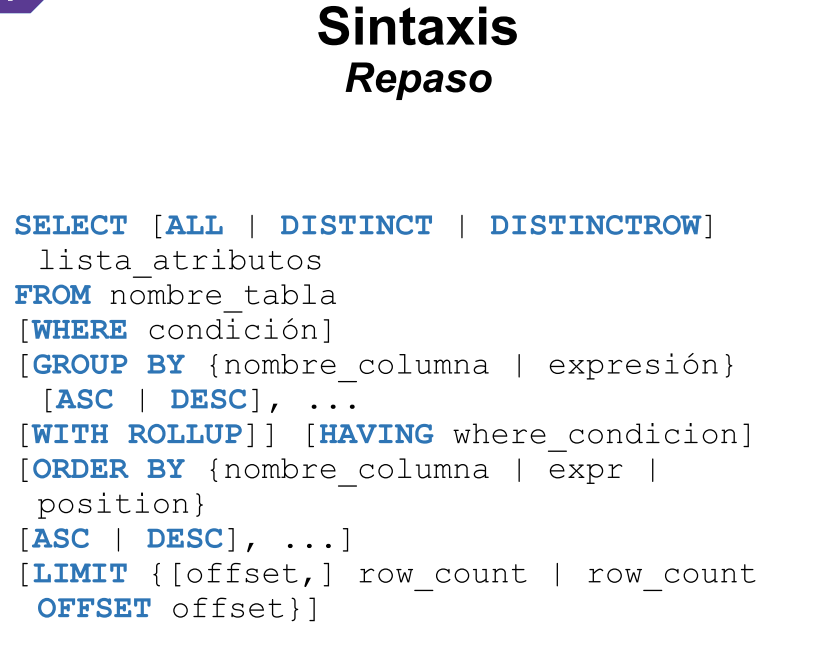 Sintaxis
Repaso
SELECT [ALL | DISTINCT | DISTINCTROW]
lista_atributos
FROM nombre_tabla
[WHERE condición]
[GROUP BY {nombre_columna | expresión}
[ASC | DESC], ...
[WITH ROLLUP]] [HAVING where_condicion]
[ORDER BY {nombre_columna | expr |
position}
[ASC | DESC], ...]
[LIMIT {[offset,] row_count | row_count
OFFSET offset}]